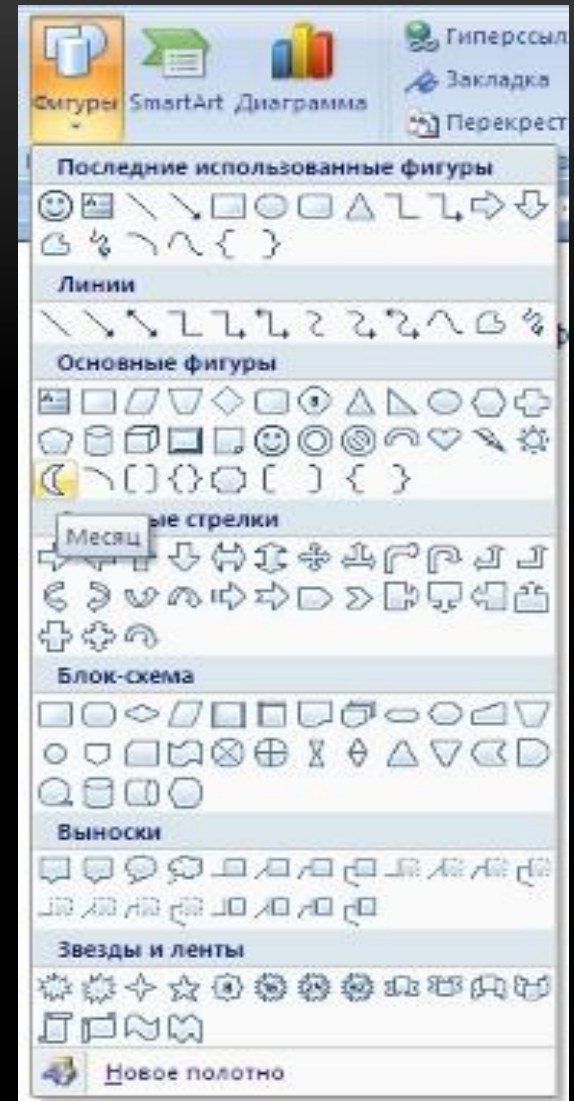 Гиперссыл
Закладка
Перекрест
Фигуры SmartArt Диаграмма
Последние использованные фигуры
Линии
Основные фигуры
Месяц
ые стрелки
Блок-схема
Выноски
Звезды и ленты
Новое полотно